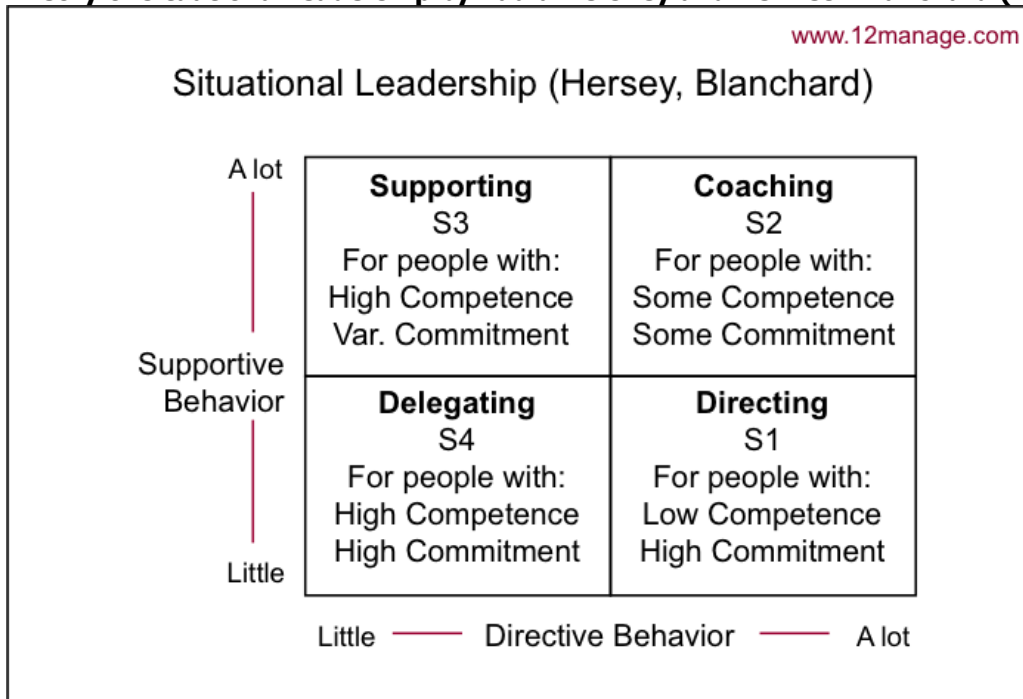 www.12manage.com
Situational Leadership (Hersey, Blanchard)
A lot
Supportive
Behavior
Little
Supporting
S3
For people with:
High Competence
Var. Commitment
Coaching
S2
For people with:
Some Competence
Some Commitment
Delegating
S4
For people with:
High Competence
High Commitment
Directing
S1
For people with:
Low Competence
High Commitment
Little
Directive Behavior
A lot